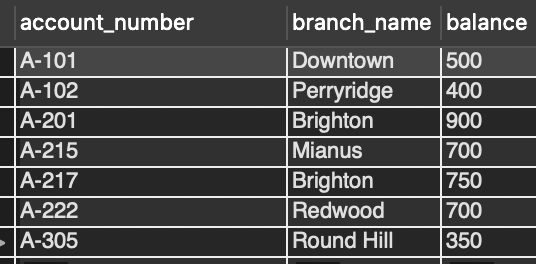 account_number branch_name balance
A-101 Downtown 500
A-102 Perryridge 400
A-201 Brighton 900
A-215 Mianus 700
A-217 Brighton 750
A-222 Redwood 700
A-305 Round Hill 350